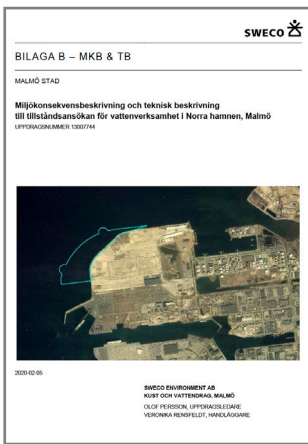 SWECO
BILAGA B – MKB & TB
MALMÖ STAD
Miljökonsekvensbeskrivning och teknisk beskrivning
till tillståndsansökan för vattenverksamhet i Norra hamnen, Malmö
UPPDRAGSNUMMER 13007744
2020-02-05
SWECO ENVIRONMENT AB
KUST OCH VATTENDRAG, MALMÖ
OLOF PERSSON, UPPDRAGSLEDARE
VERONIKA RENSFELDT, HANDLÄGGARE